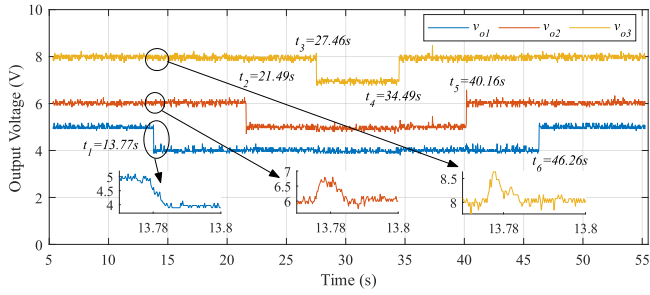 10
8
6
4
2
0
Output Voltage (V)
v_o1 v_o2 v_o3
t_3=27.46s
t_2=21.49s
t_4=34.49s
t_5=40.16s
t_1=13.77s
t_6=46.26s
5
4.5
4
13.78 13.8
7
6.5
6
13.78 13.8
8.5
8
13.78 13.8
5 10 15 20 25 30 35 40 45 50 55
Time (s)